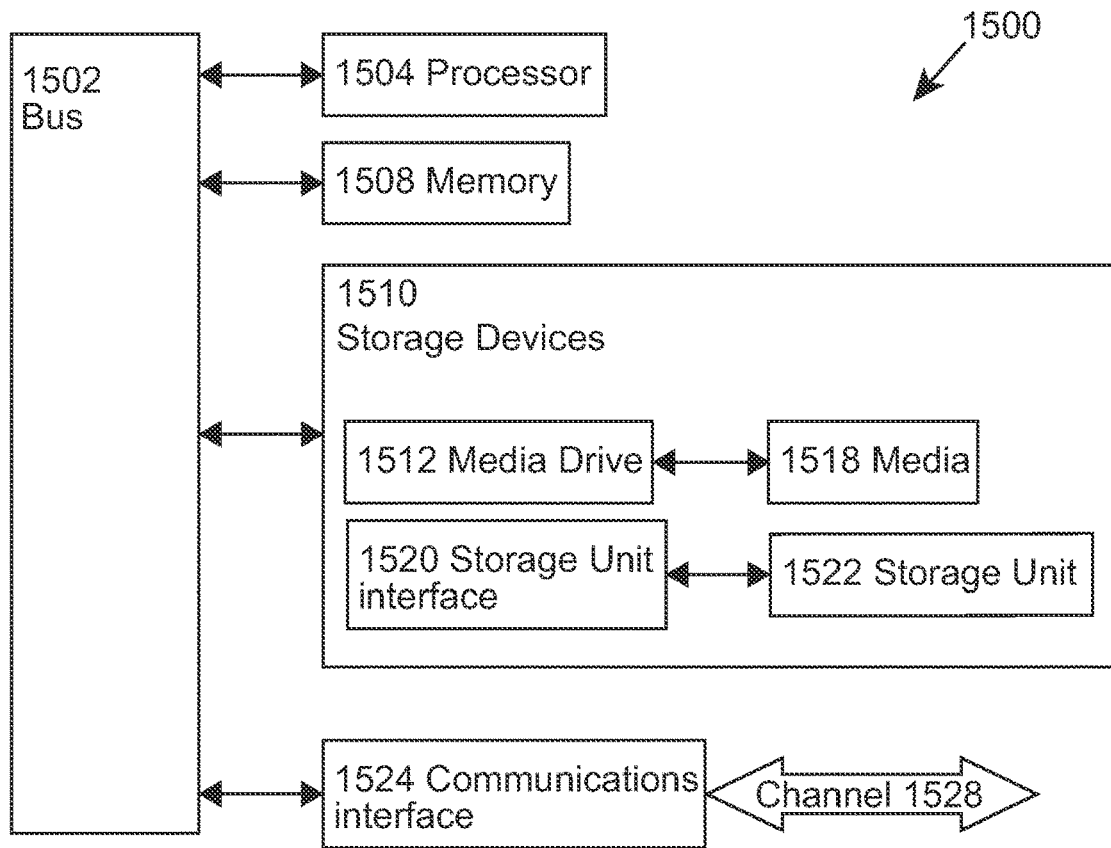 1500
1502
Bus
1504 Processor
1508 Memory
1510
Storage Devices
1512 Media Drive
1518 Media
1520 Storage Unit
interface
1522 Storage Unit
1524 Communications
interface
Channel 1528